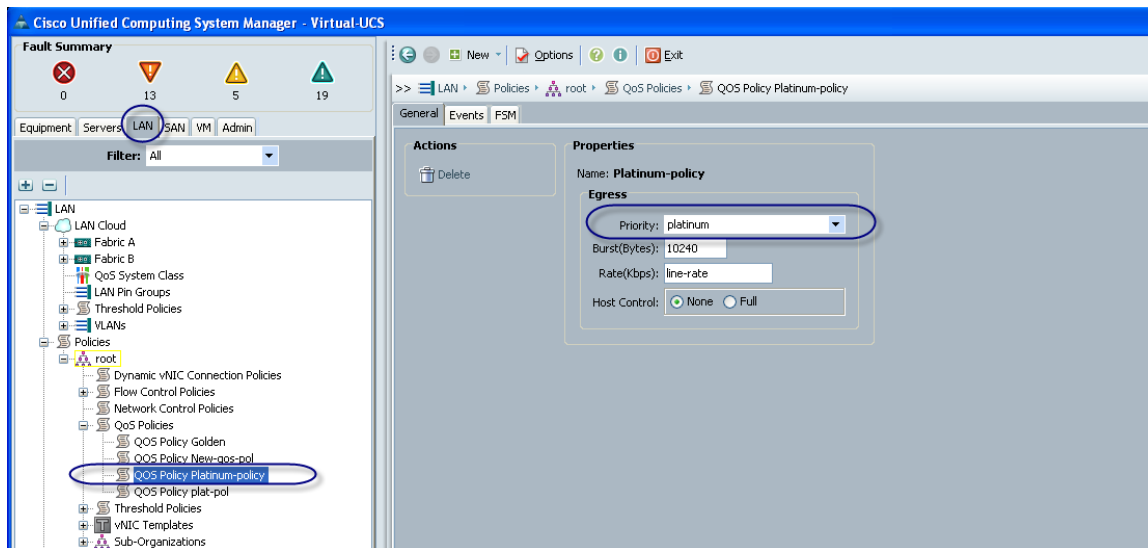 Cisco Unified Computing System Manager - Virtual-UCS
Fault Summary
0 13 5 19
Equipment Servers LAN SAN VM Admin
Filter: All
LAN
LAN Cloud
Fabric A
Fabric B
QoS System Class
LAN Pin Groups
Threshold Policies
VLANs
Policies
root
Dynamic vNIC Connection Policies
Flow Control Policies
Network Control Policies
QoS Policies
QOS Policy Golden
QOS Policy New-qos-pol
QOS Policy Platinum-policy
QOS Policy plat-pol
Threshold Policies
vNIC Templates
Sub-Organizations
New Options Exit
>> LAN Policies root QoS Policies QOS Policy Platinum-policy
General Events FSM
Actions
Delete
Properties
Name: Platinum-policy
Egress
Priority: platinum
Burst(Bytes): 10240
Rate(Kbps): line-rate
Host Control: None Full